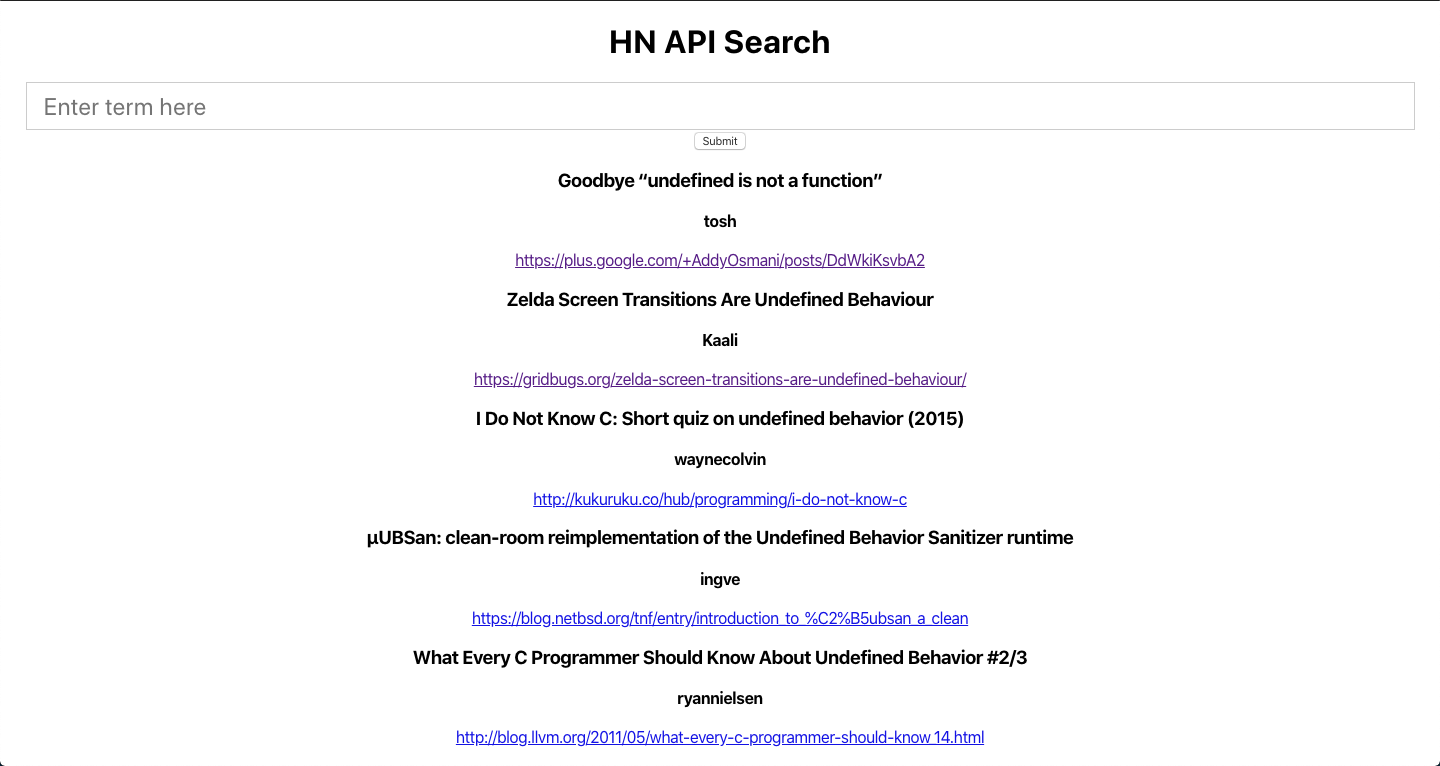 HN API Search
Enter term here
Submit
Goodbye “undefined is not a function”
tosh
https://plus.google.com/+AddyOsmani/posts/DdWkiKsvbA2
Zelda Screen Transitions Are Undefined Behaviour
Kaali
https://gridbugs.org/zelda-screen-transitions-are-undefined-behaviour/
I Do Not Know C: Short quiz on undefined behavior (2015)
waynecolvin
http://kukuruku.co/hub/programming/i-do-not-know-c
µUBSan: clean-room reimplementation of the Undefined Behavior Sanitizer runtime
ingve
https://blog.netbsd.org/tnf/entry/introduction_to_%C2%B5ubsan_a_clean
What Every C Programmer Should Know About Undefined Behavior #2/3
ryannielsen
http://blog.llvm.org/2011/05/what-every-c-programmer-should-know_14.html